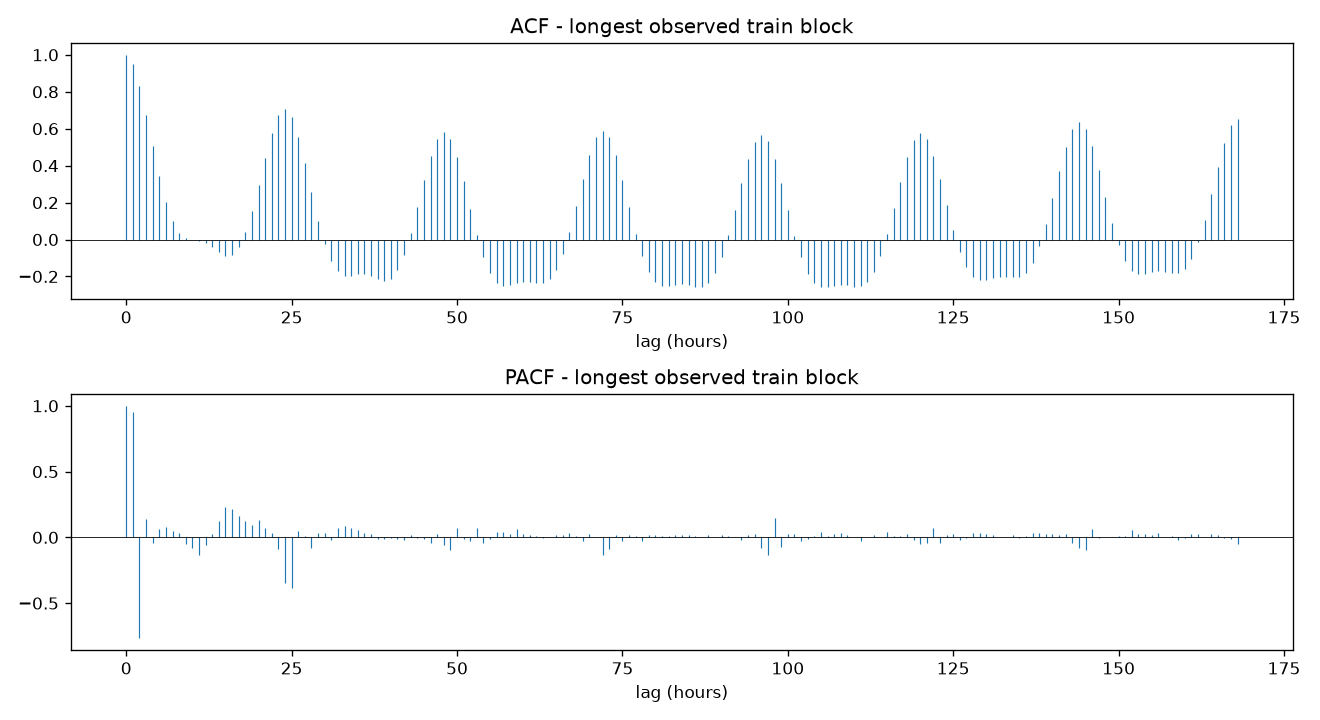 ACF - longest observed train block
1.0
0.8
0.6
0.4
0.2
0.0
−0.2
0 25 50 75 100 125 150 175
lag (hours)
PACF - longest observed train block
1.0
0.5
0.0
−0.5
0 25 50 75 100 125 150 175
lag (hours)